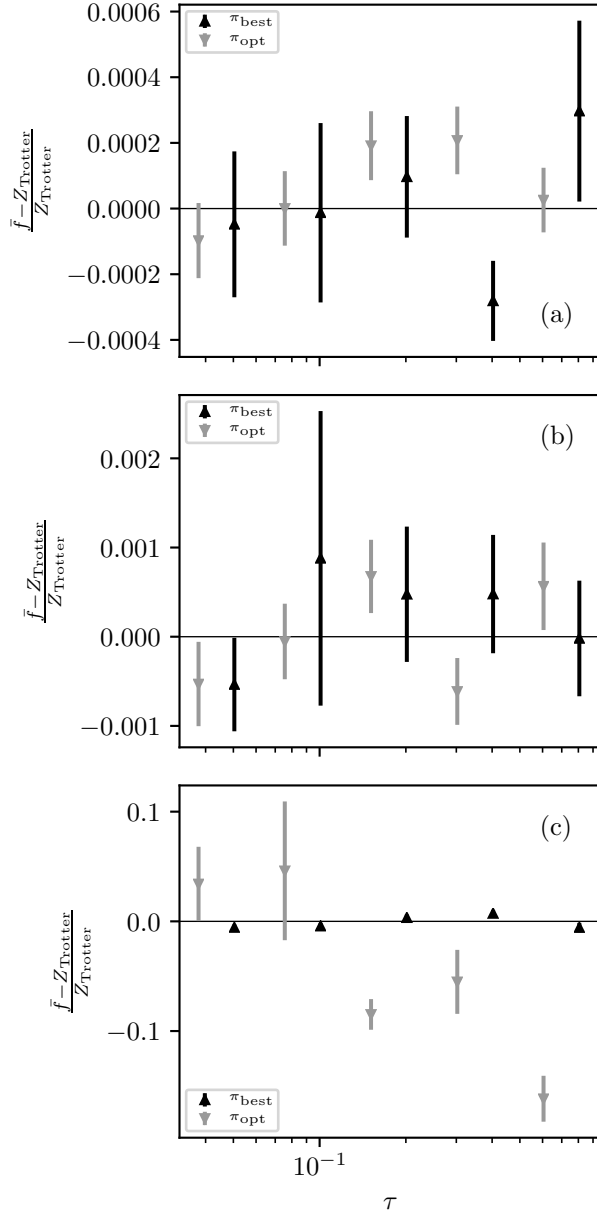 0.0006
0.0004
0.0002
0.0000
−0.0002
−0.0004
f̄−Z_Trotter
Z_Trotter
π_best
π_opt
(a)
0.002
0.001
0.000
−0.001
f̄−Z_Trotter
Z_Trotter
π_best
π_opt
(b)
0.1
0.0
−0.1
f̄−Z_Trotter
Z_Trotter
(c)
π_best
π_opt
10⁻¹
τ